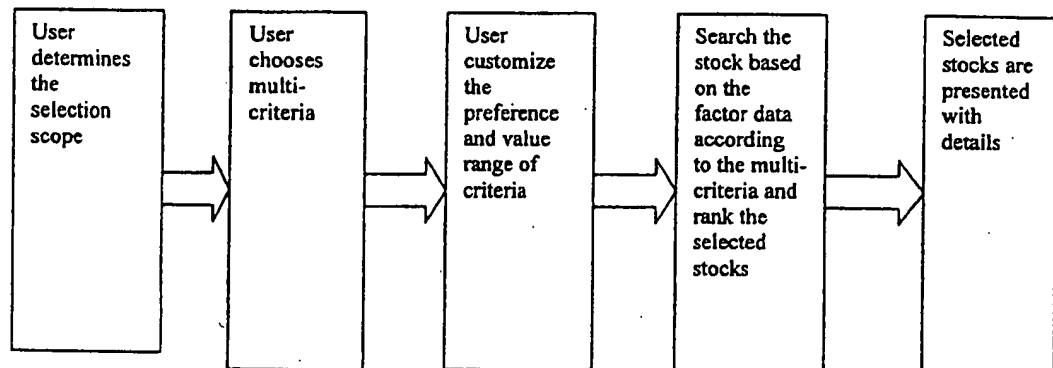 User
determines
the
selection
scope
User
chooses
multi-
criteria
User
customize
the
preference
and value
range of
criteria
Search the
stock based
on the
factor data
according
to the multi-
criteria and
rank the
selected
stocks
Selected
stocks are
presented
with
details